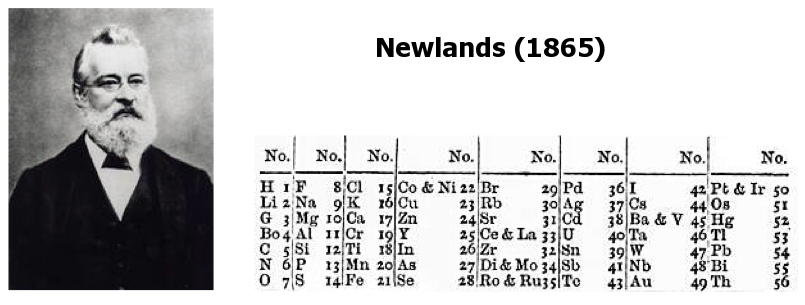 Newlands (1865)
No. No. No. No. No. No. No. No.
H 1 F 8 Cl 15 Co & Ni 22 Br 29 Pd 36 I 42 Pt & Ir 50
Li 2 Na 9 K 16 Cu 23 Rb 30 Ag 37 Cs 44 Os 51
G 3 Mg 10 Ca 17 Zn 24 Sr 31 Cd 38 Ba & V 45 Hg 52
Bo 4 Al 11 Cr 19 Y 25 Ce & La 33 U 40 Ta 46 Tl 53
C 5 Si 12 Ti 18 In 26 Zr 32 Sn 39 W 47 Pb 54
N 6 P 13 Mn 20 As 27 Di & Mo 34 Sb 41 Nb 48 Bi 55
O 7 S 14 Fe 21 Se 28 Ro & Ru 35 Te 43 Au 49 Th 56